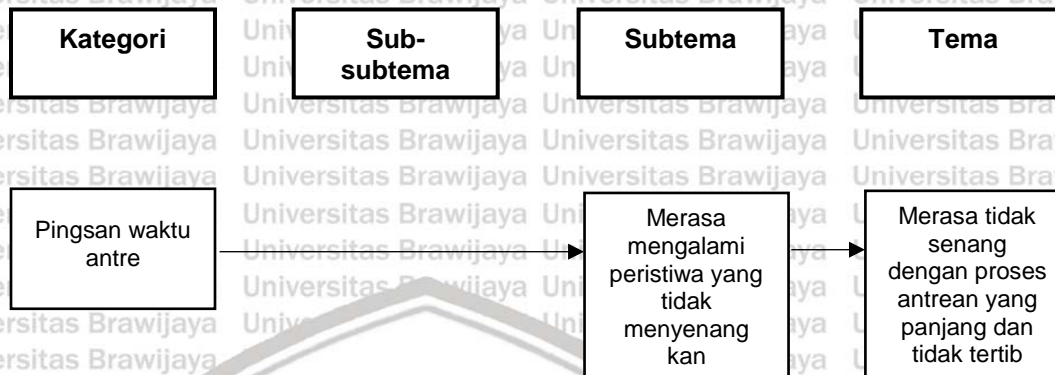 Kategori
Sub-
subtema
Subtema
Tema
Pingsan waktu
antre
Merasa
mengalami
peristiwa yang
tidak
menyenang
kan
Merasa tidak
senang
dengan proses
antrean yang
panjang dan
tidak tertib